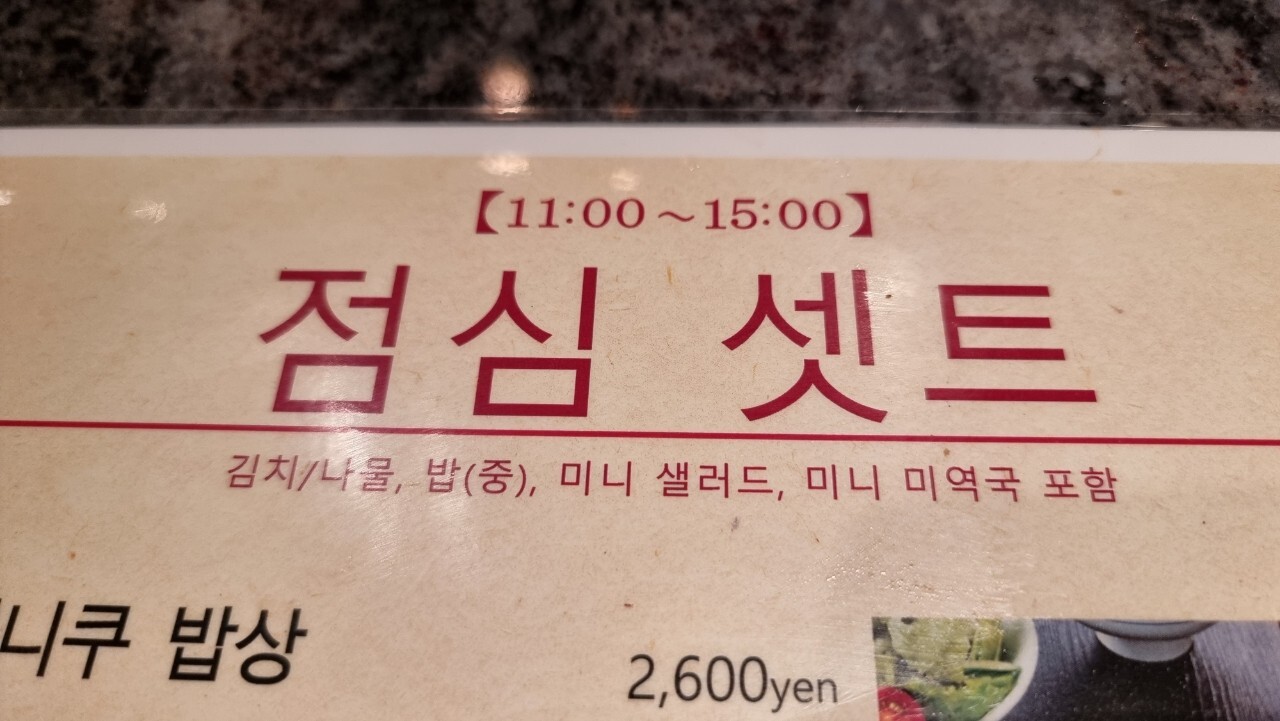 【11:00～15:00】
점심 셋트
김치/나물, 밥(중), 미니 샐러드, 미니 미역국 포함
니쿠 밥상
2,600yen